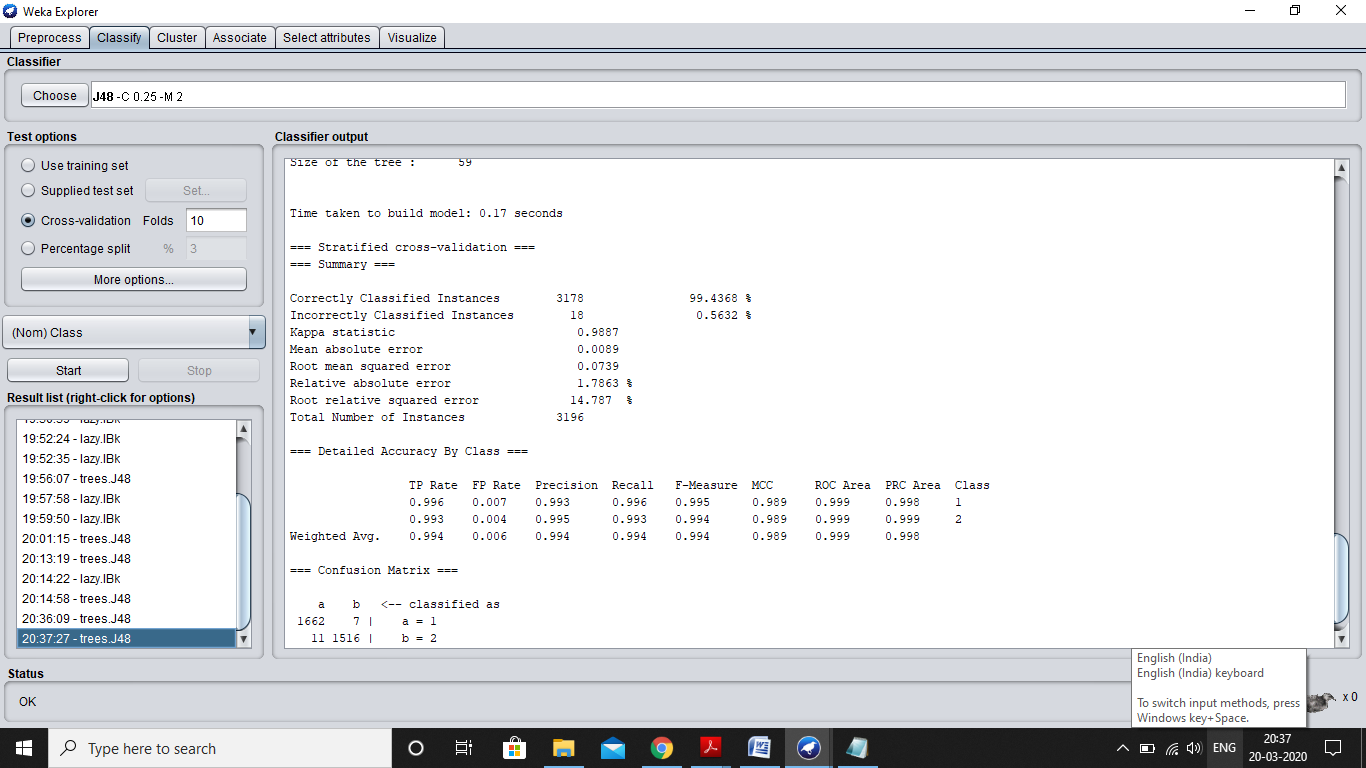 Weka Explorer
Preprocess Classify Cluster Associate Select attributes Visualize
Classifier
Choose J48 -C 0.25 -M 2
Test options
Use training set
Supplied test set Set...
Cross-validation Folds 10
Percentage split % 3
More options...
(Nom) Class
Start Stop
Result list (right-click for options)
19:52:24 - lazy.IBk
19:52:35 - lazy.IBk
19:56:07 - trees.J48
19:57:58 - lazy.IBk
19:59:50 - lazy.IBk
20:01:15 - trees.J48
20:13:19 - trees.J48
20:14:22 - lazy.IBk
20:14:58 - trees.J48
20:36:09 - trees.J48
20:37:27 - trees.J48
Classifier output
Size of the tree : 59
Time taken to build model: 0.17 seconds
=== Stratified cross-validation ===
=== Summary ===
Correctly Classified Instances 3178 99.4368 %
Incorrectly Classified Instances 18 0.5632 %
Kappa statistic 0.9887
Mean absolute error 0.0089
Root mean squared error 0.0739
Relative absolute error 1.7863 %
Root relative squared error 14.787 %
Total Number of Instances 3196
=== Detailed Accuracy By Class ===
TP Rate FP Rate Precision Recall F-Measure MCC ROC Area PRC Area Class
0.996 0.007 0.993 0.996 0.995 0.989 0.999 0.998 1
0.993 0.004 0.995 0.993 0.994 0.989 0.999 0.999 2
Weighted Avg. 0.994 0.006 0.994 0.994 0.994 0.989 0.999 0.998
=== Confusion Matrix ===
a b <-- classified as
1662 7 | a = 1
11 1516 | b = 2
Status
OK
x 0
English (India)
English (India) keyboard
To switch input methods, press
Windows key+Space.
Type here to search
ENG
20:37
20-03-2020